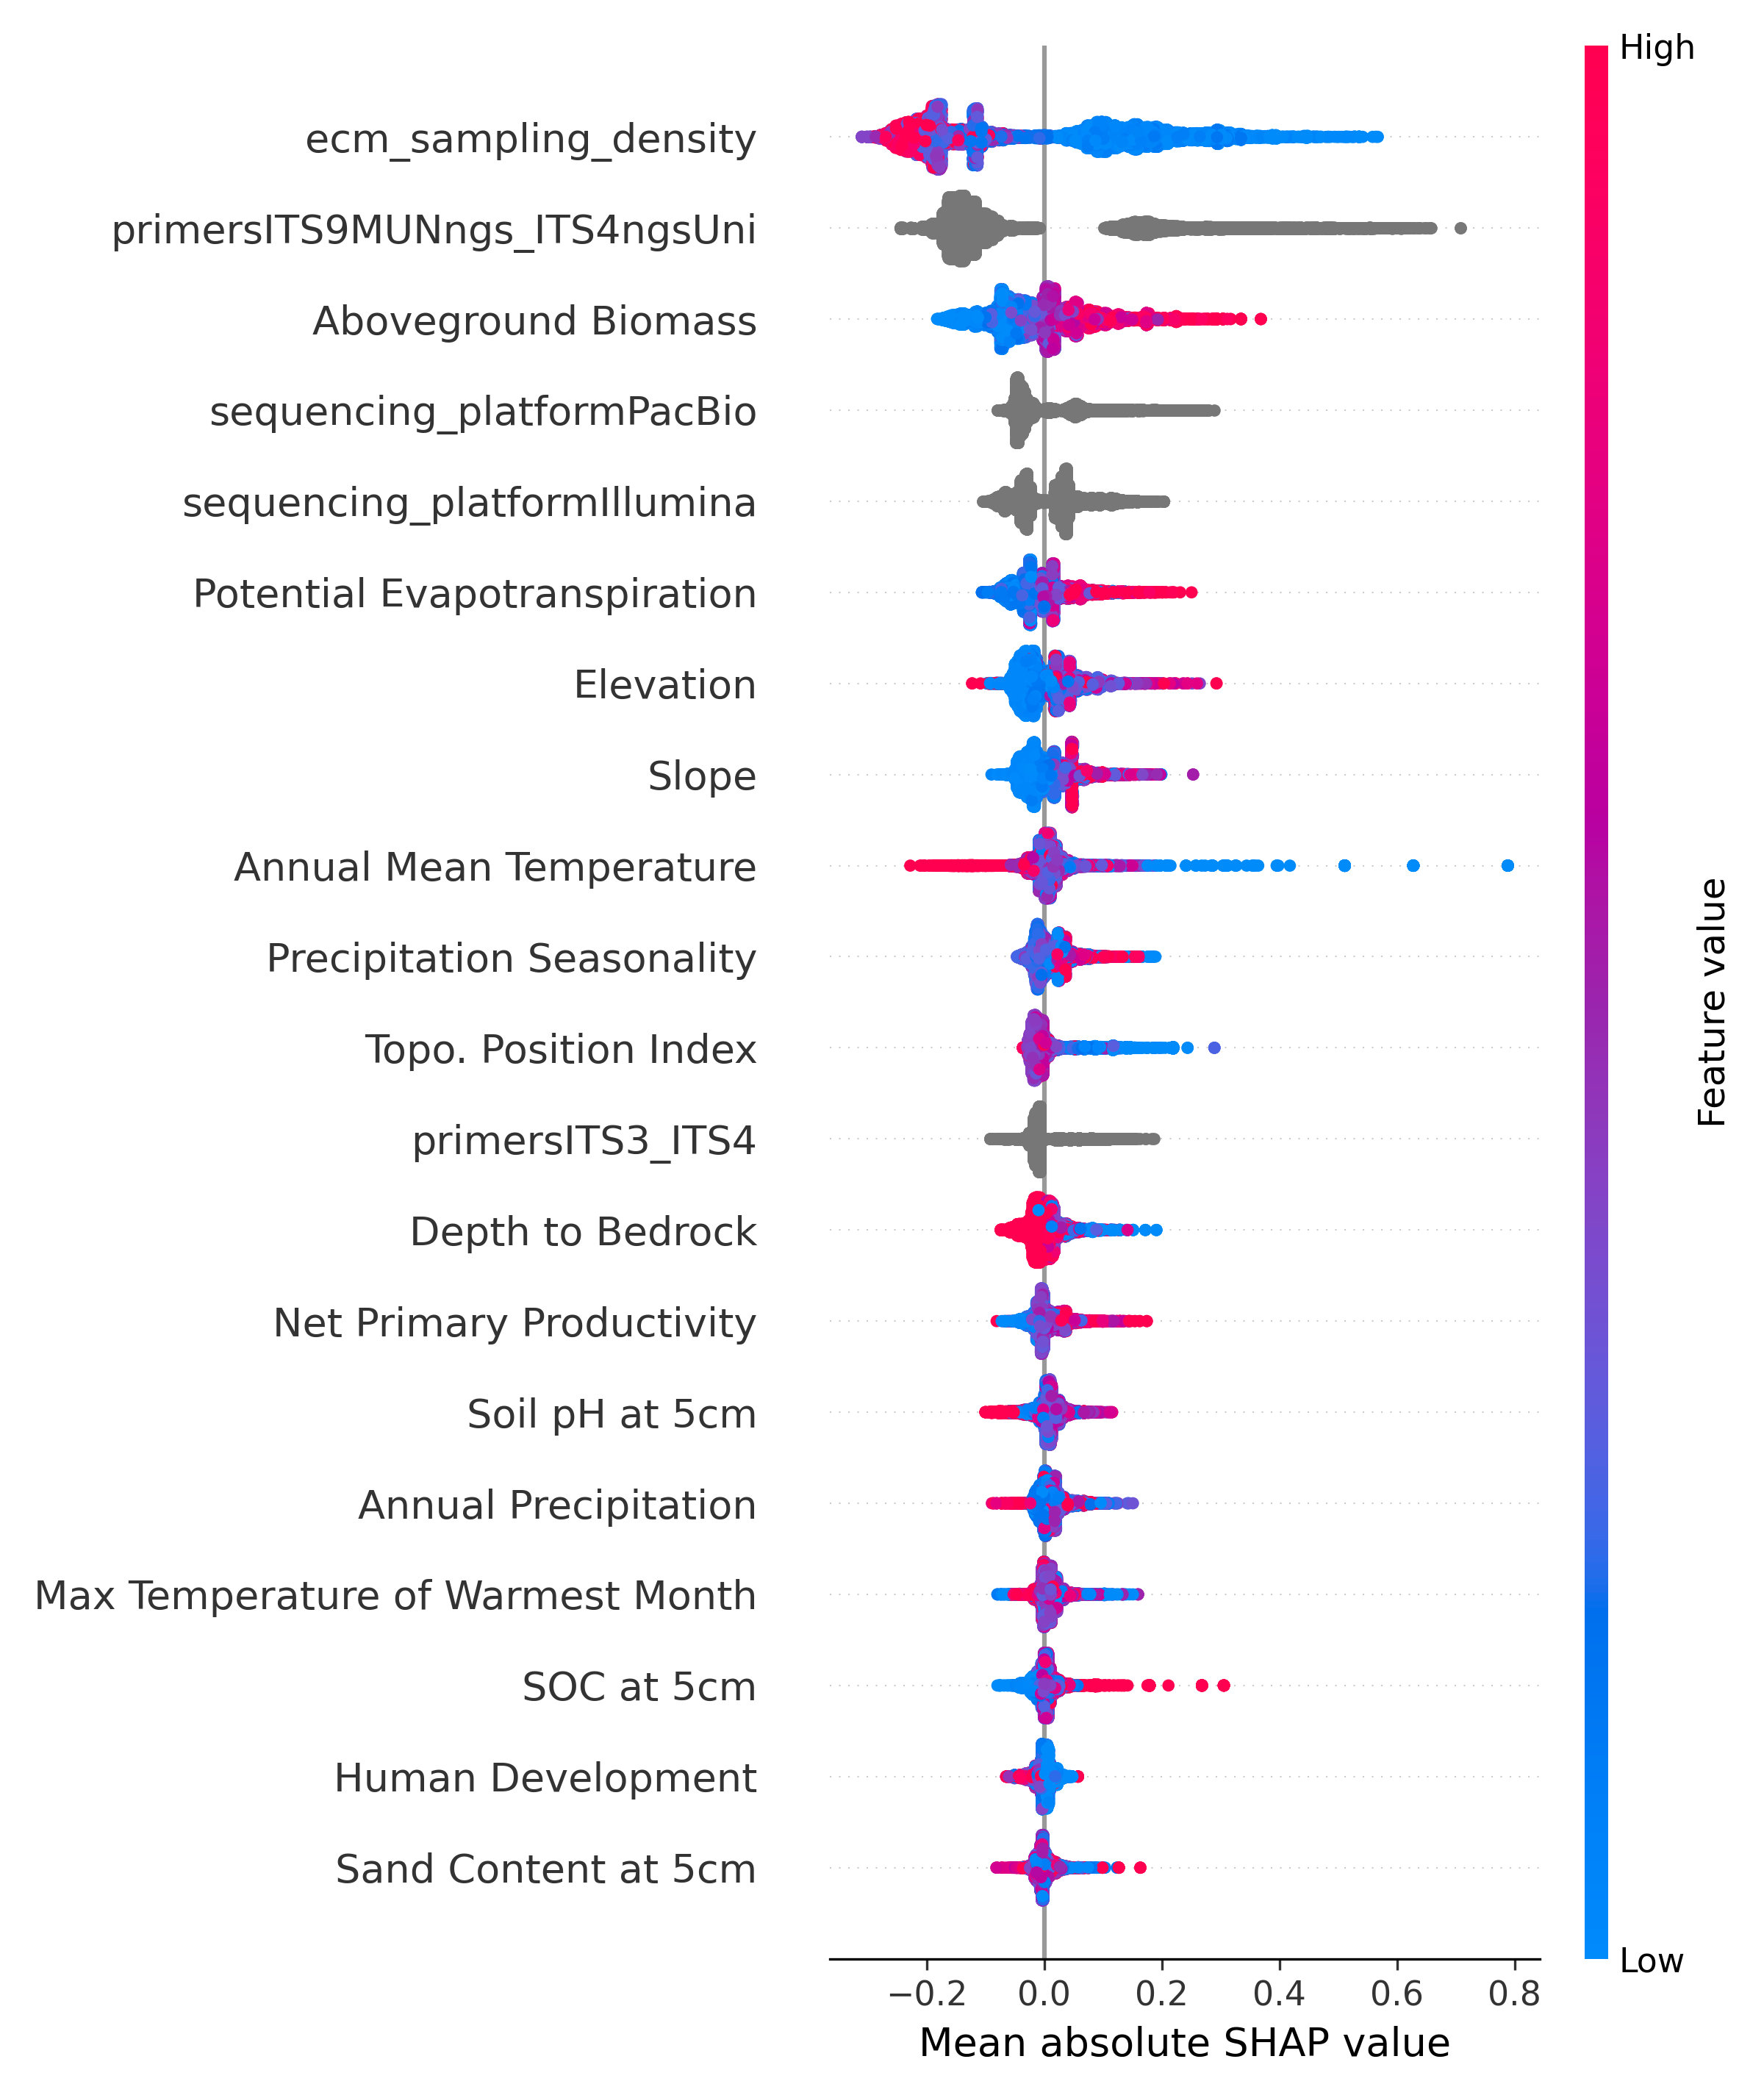 High
ecm_sampling_density
primersITS9MUNngs_ITS4ngsUni
Aboveground Biomass
sequencing_platformPacBio
sequencing_platformIllumina
Potential Evapotranspiration
Elevation
Slope
Annual Mean Temperature
Precipitation Seasonality
Topo. Position Index
primersITS3_ITS4
Depth to Bedrock
Net Primary Productivity
Soil pH at 5cm
Annual Precipitation
Max Temperature of Warmest Month
SOC at 5cm
Human Development
Sand Content at 5cm
Feature value
Low
−0.2 0.0 0.2 0.4 0.6 0.8
Mean absolute SHAP value